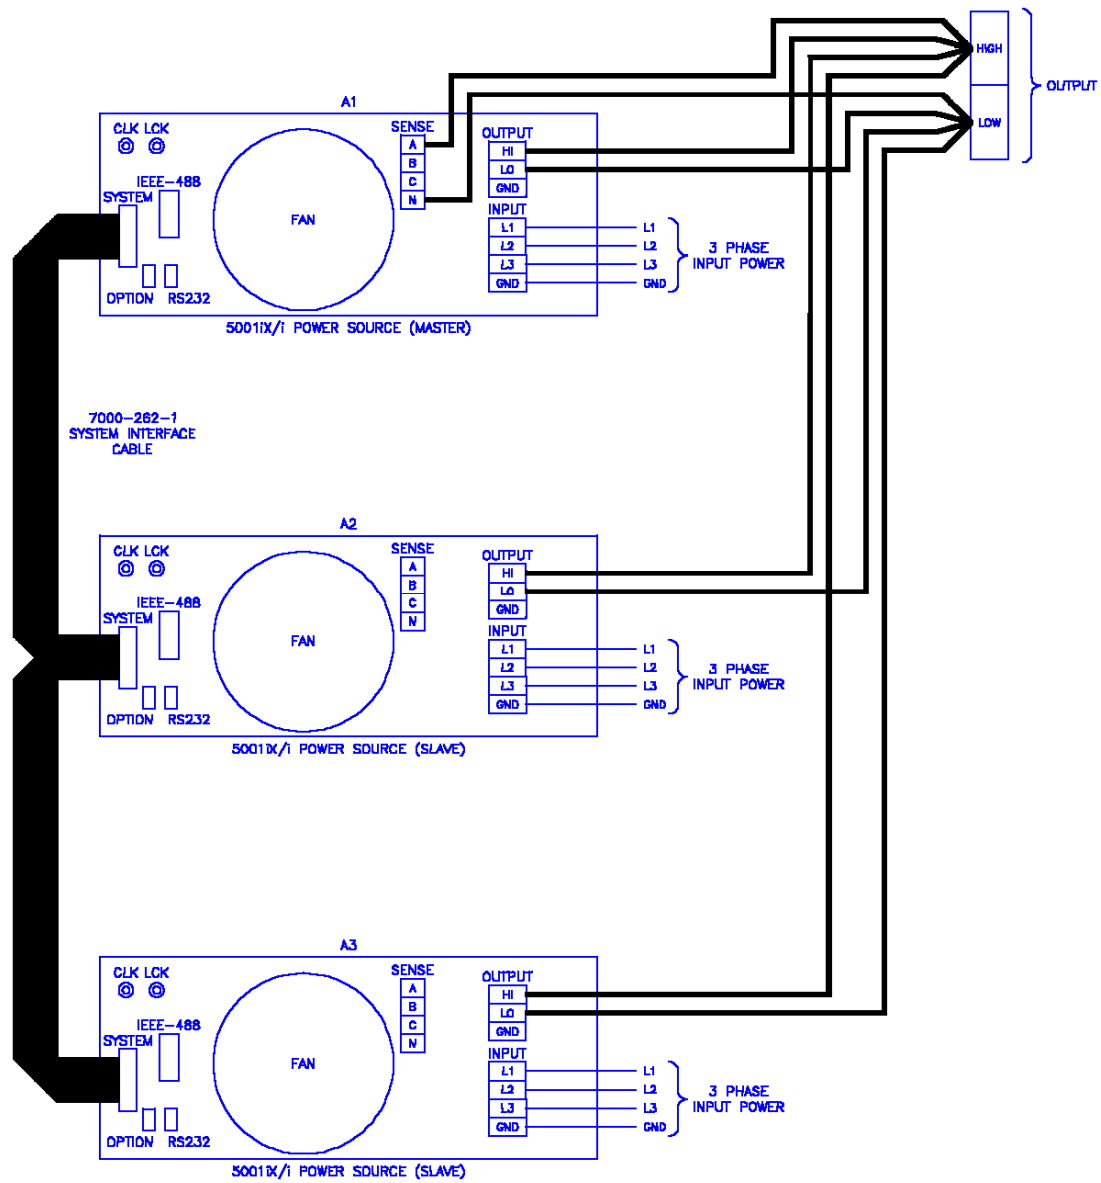 HIGH
OUTPUT
LOW
A1
CLK LCK
SENSE
A
B
C
N
OUTPUT
HI
LO
GND
IEEE-488
SYSTEM
FAN
INPUT
L1 L1
L2 L2
L3 L3
GND GND
3 PHASE
INPUT POWER
OPTION RS232
5001iX/i POWER SOURCE (MASTER)
7000-262-1
SYSTEM INTERFACE
CABLE
A2
CLK LCK
SENSE
A
B
C
N
OUTPUT
HI
LO
GND
IEEE-488
SYSTEM
FAN
INPUT
L1 L1
L2 L2
L3 L3
GND GND
3 PHASE
INPUT POWER
OPTION RS232
5001iX/i POWER SOURCE (SLAVE)
A3
CLK LCK
SENSE
A
B
C
N
OUTPUT
HI
LO
GND
IEEE-488
SYSTEM
FAN
INPUT
L1 L1
L2 L2
L3 L3
GND GND
3 PHASE
INPUT POWER
OPTION RS232
5001iX/i POWER SOURCE (SLAVE)